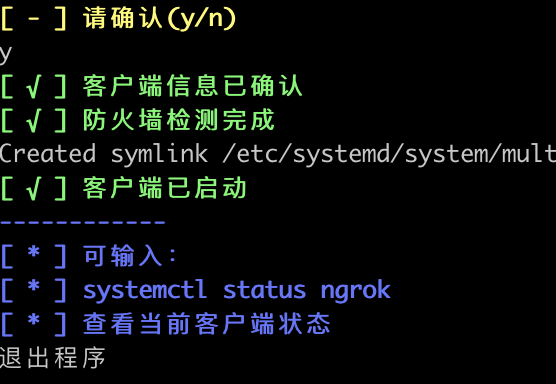 [ - ] 请确认(y/n)
y
[ √ ] 客户端信息已确认
[ √ ] 防火墙检测完成
Created symlink /etc/systemd/system/mult
[ √ ] 客户端已启动
------------
[ * ] 可输入:
[ * ] systemctl status ngrok
[ * ] 查看当前客户端状态
退出程序